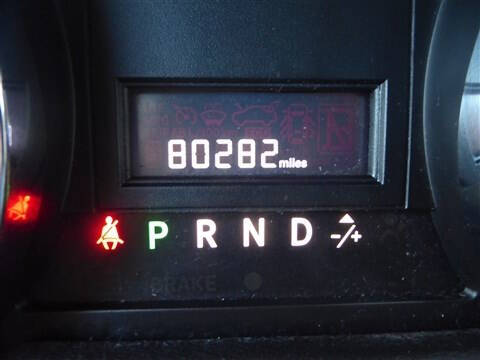 80282 miles
P R N D -/+
BRAKE